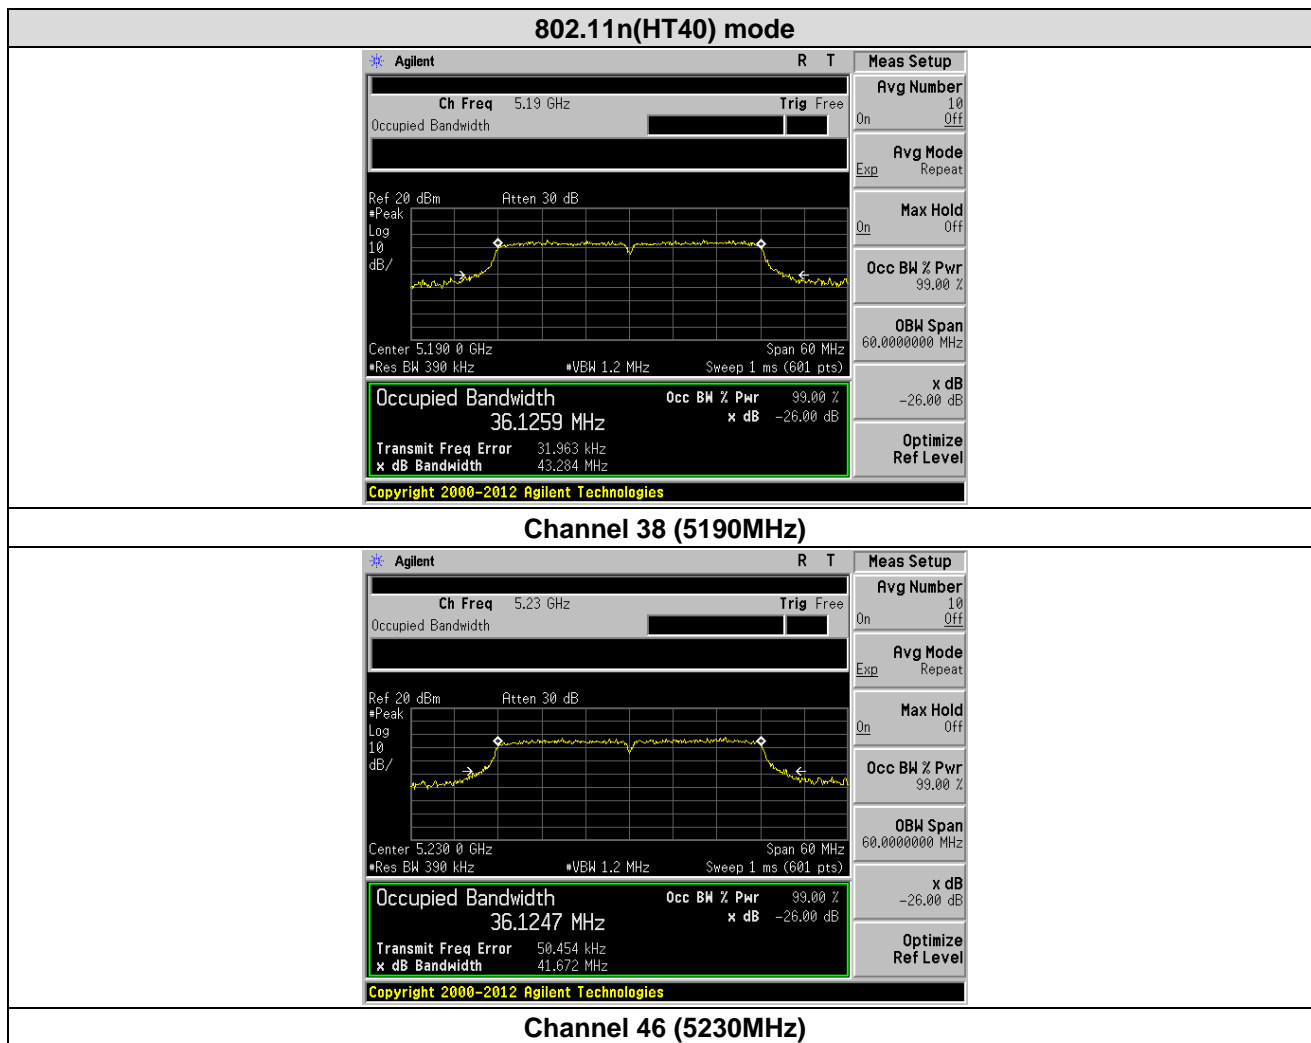 802.11n(HT40) mode
Agilent R T Meas Setup
Ch Freq 5.19 GHz Trig Free
Occupied Bandwidth
Avg Number
10
On Off
Avg Mode
Exp Repeat
Ref 20 dBm Atten 30 dB
#Peak
Log
10
dB/
Max Hold
On Off
Occ BW % Pwr
99.00 %
OBW Span
60.0000000 MHz
Center 5.190 0 GHz Span 60 MHz
#Res BW 390 kHz #VBW 1.2 MHz Sweep 1 ms (601 pts)
Occupied Bandwidth Occ BW % Pwr 99.00 %
36.1259 MHz x dB -26.00 dB
Transmit Freq Error 31.963 kHz
x dB Bandwidth 43.284 MHz
x dB
-26.00 dB
Optimize
Ref Level
Copyright 2000-2012 Agilent Technologies
Channel 38 (5190MHz)
Agilent R T Meas Setup
Ch Freq 5.23 GHz Trig Free
Occupied Bandwidth
Avg Number
10
On Off
Avg Mode
Exp Repeat
Ref 20 dBm Atten 30 dB
#Peak
Log
10
dB/
Max Hold
On Off
Occ BW % Pwr
99.00 %
OBW Span
60.0000000 MHz
Center 5.230 0 GHz Span 60 MHz
#Res BW 390 kHz #VBW 1.2 MHz Sweep 1 ms (601 pts)
Occupied Bandwidth Occ BW % Pwr 99.00 %
36.1247 MHz x dB -26.00 dB
Transmit Freq Error 50.454 kHz
x dB Bandwidth 41.672 MHz
x dB
-26.00 dB
Optimize
Ref Level
Copyright 2000-2012 Agilent Technologies
Channel 46 (5230MHz)